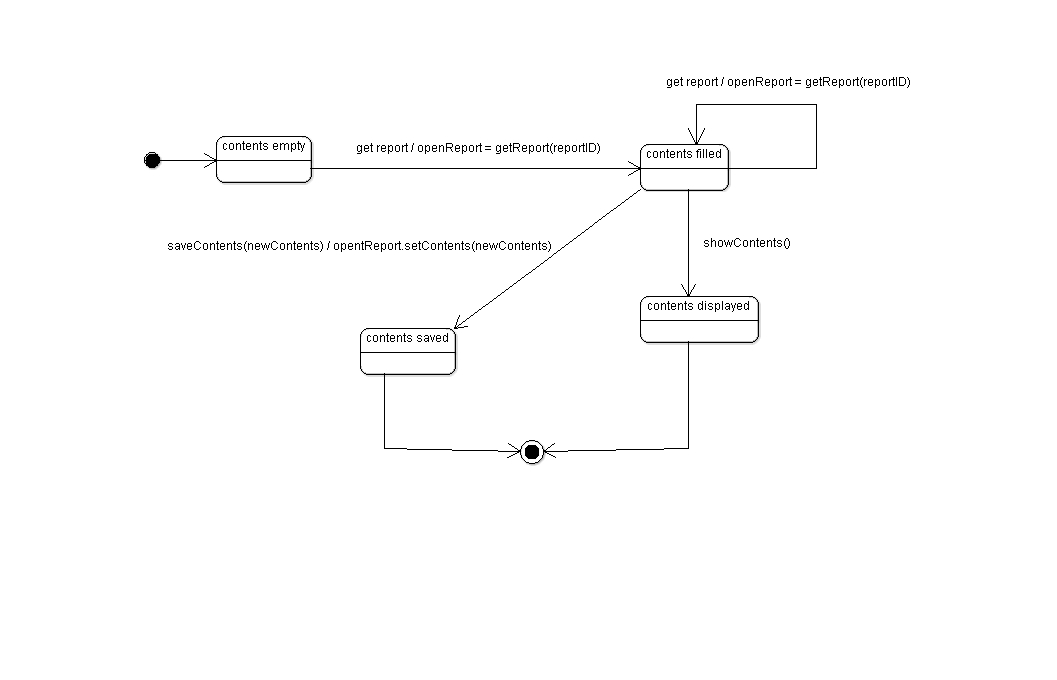 get report / openReport = getReport(reportID)
contents empty
get report / openReport = getReport(reportID)
contents filled
saveContents(newContents) / opentReport.setContents(newContents)
showContents()
contents displayed
contents saved